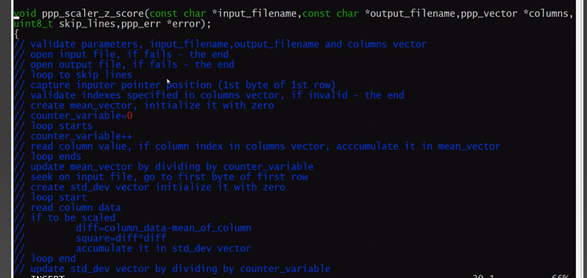 void ppp_scaler_z_score(const char *input_filename,const char *output_filename,ppp_vector *columns,
uint8_t skip_lines,ppp_err *error);
{
// validate parameters, input_filename,output_filename and columns vector
// open input file, if fails - the end
// open output file, if fails - the end
// loop to skip lines
// capture inputer pointer position (1st byte of 1st row)
// validate indexes specified in columns vector, if invalid - the end
// create mean_vector, initialize it with zero
// counter_variable=0
// loop starts
// counter_variable++
// read column value, if column index in columns vector, acccumulate it in mean_vector
// loop ends
// update mean_vector by dividing by counter_variable
// seek on input file, go to first byte of first row
// create std_dev vector initialize it with zero
// loop start
// read column data
// if to be scaled
// diff=column_data-mean_of_column
// square=diff*diff
// accumulate it in std_dev vector
// loop end
// update std_dev vector by dividing by counter_variable
-- INSERT -- 30,1 66%